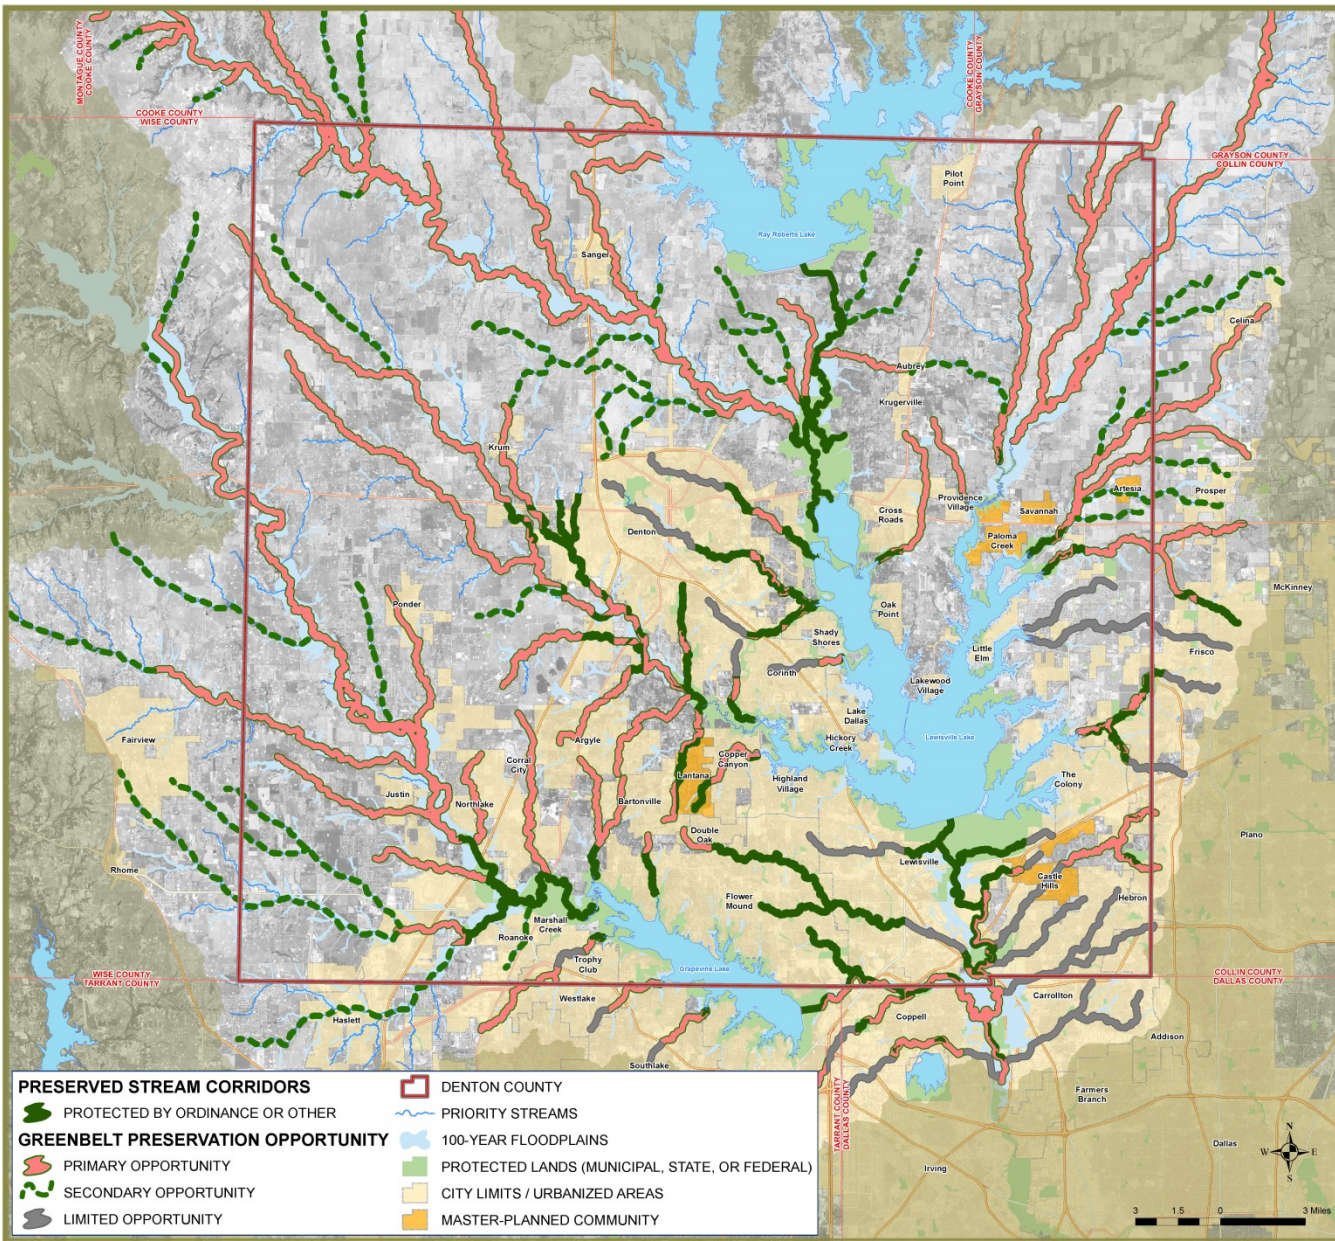 MONTAGUE COUNTY
COOKE COUNTY
COOKE COUNTY
WISE COUNTY
COOKE COUNTY
GRAYSON COUNTY
GRAYSON COUNTY
COLLIN COUNTY
Pilot
Point
Ray Roberts Lake
Sanger
Celina
Aubrey
Krugerville
Krum
Denton
Cross
Roads
Providence
Village
Savannah
Artesia
Prosper
Paloma
Creek
McKinney
Ponder
Oak
Point
Shady
Shores
Little
Elm
Frisco
Corinth
Lakewood
Village
Lake
Dallas
Hickory
Creek
Lewisville Lake
Fairview
Argyle
Corral
City
Copper
Canyon
Lantana
Highland
Village
The
Colony
Justin
Northlake
Bartonville
Double
Oak
Plano
Rhome
Lewisville
Castle
Hills
Hebron
Flower
Mound
Marshall
Creek
Roanoke
Trophy
Club
Grapevine Lake
WISE COUNTY
TARRANT COUNTY
COLLIN COUNTY
DALLAS COUNTY
Westlake
Haslett
Carrollton
Coppell
Addison
Southlake
Farmers
Branch
TARRANT COUNTY
DALLAS COUNTY
Irving
Dallas
PRESERVED STREAM CORRIDORS
PROTECTED BY ORDINANCE OR OTHER
GREENBELT PRESERVATION OPPORTUNITY
PRIMARY OPPORTUNITY
SECONDARY OPPORTUNITY
LIMITED OPPORTUNITY
DENTON COUNTY
PRIORITY STREAMS
100-YEAR FLOODPLAINS
PROTECTED LANDS (MUNICIPAL, STATE, OR FEDERAL)
CITY LIMITS / URBANIZED AREAS
MASTER-PLANNED COMMUNITY
N
W E
S
3 1.5 0 3 Miles